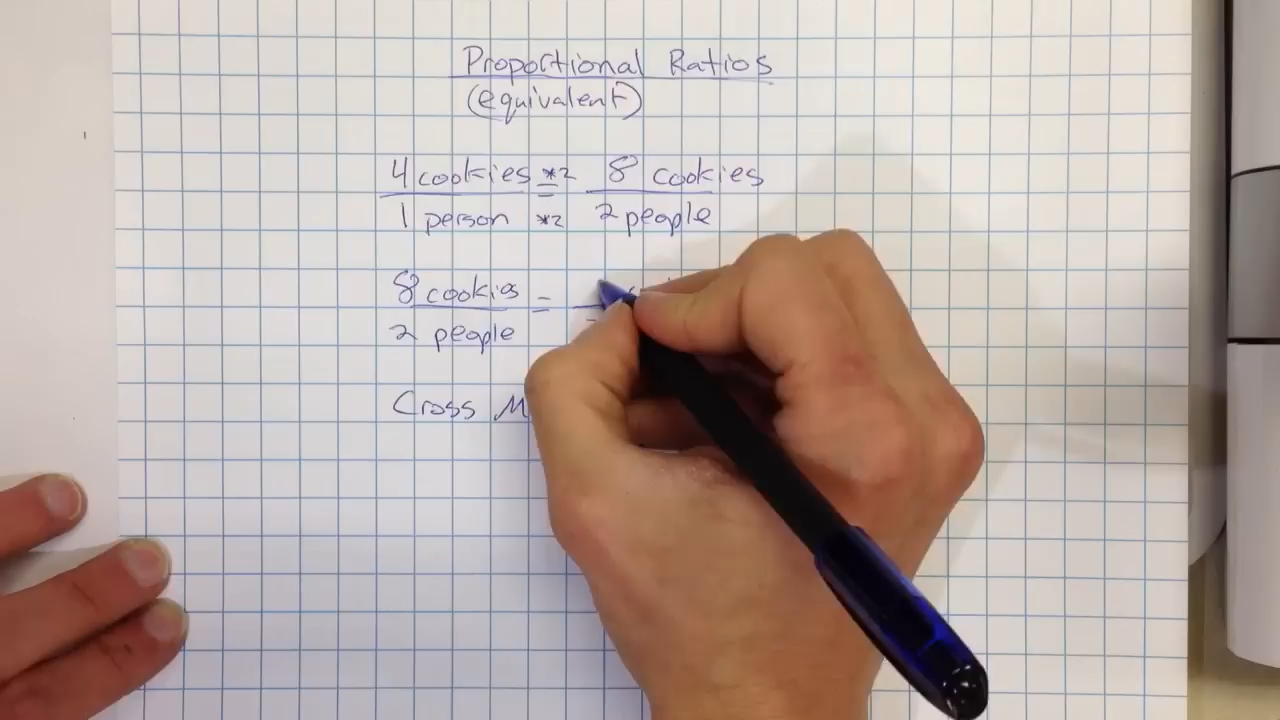 Proportional Ratios
(equivalent)
4 cookies *2 = 8 cookies
1 person *2 2 people
8 cookies =
2 people
Cross M